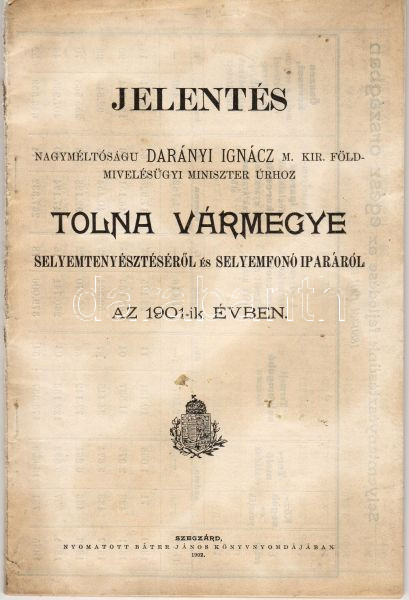 JELENTÉS
NAGYMÉLTÓSÁGU DARÁNYI IGNÁCZ M. KIR. FÖLD-
MIVELÉSÜGYI MINISZTER ÚRHOZ
TOLNA VÁRMEGYE
SELYEMTENYÉSZTÉSÉRŐL ÉS SELYEMFONÓ IPARÁRÓL
darabanth
AZ 1901-ik ÉVBEN.
SZEGZÁRD,
NYOMATOTT BÁTER JÁNOS KÖNYVNYOMDÁJÁBAN
1902.